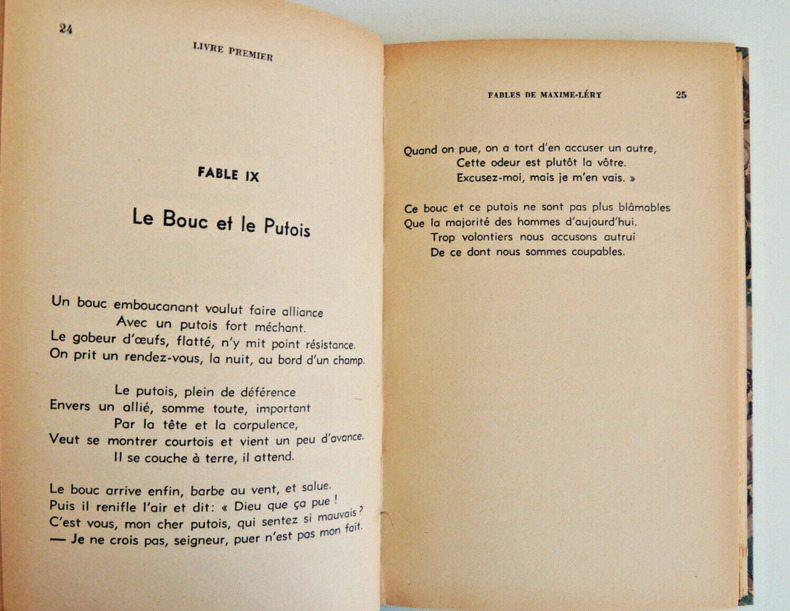 24
LIVRE PREMIER
FABLE IX
Le Bouc et le Putois
Un bouc emboucanant voulut faire alliance
Avec un putois fort méchant.
Le gobeur d'œufs, flatté, n'y mit point résistance.
On prit un rendez-vous, la nuit, au bord d'un champ.
Le putois, plein de déférence
Envers un allié, somme toute, important
Par la tête et la corpulence,
Veut se montrer courtois et vient un peu d'avance.
Il se couche à terre, il attend.
Le bouc arrive enfin, barbe au vent, et salue.
Puis il renifle l'air et dit: « Dieu que ça pue !
C'est vous, mon cher putois, qui sentez si mauvais ?
— Je ne crois pas, seigneur, puer n'est pas mon fait.
FABLES DE MAXIME-LÉRY
25
Quand on pue, on a tort d'en accuser un autre,
Cette odeur est plutôt la vôtre.
Excusez-moi, mais je m'en vais. »
Ce bouc et ce putois ne sont pas plus blâmables
Que la majorité des hommes d'aujourd'hui.
Trop volontiers nous accusons autrui
De ce dont nous sommes coupables.